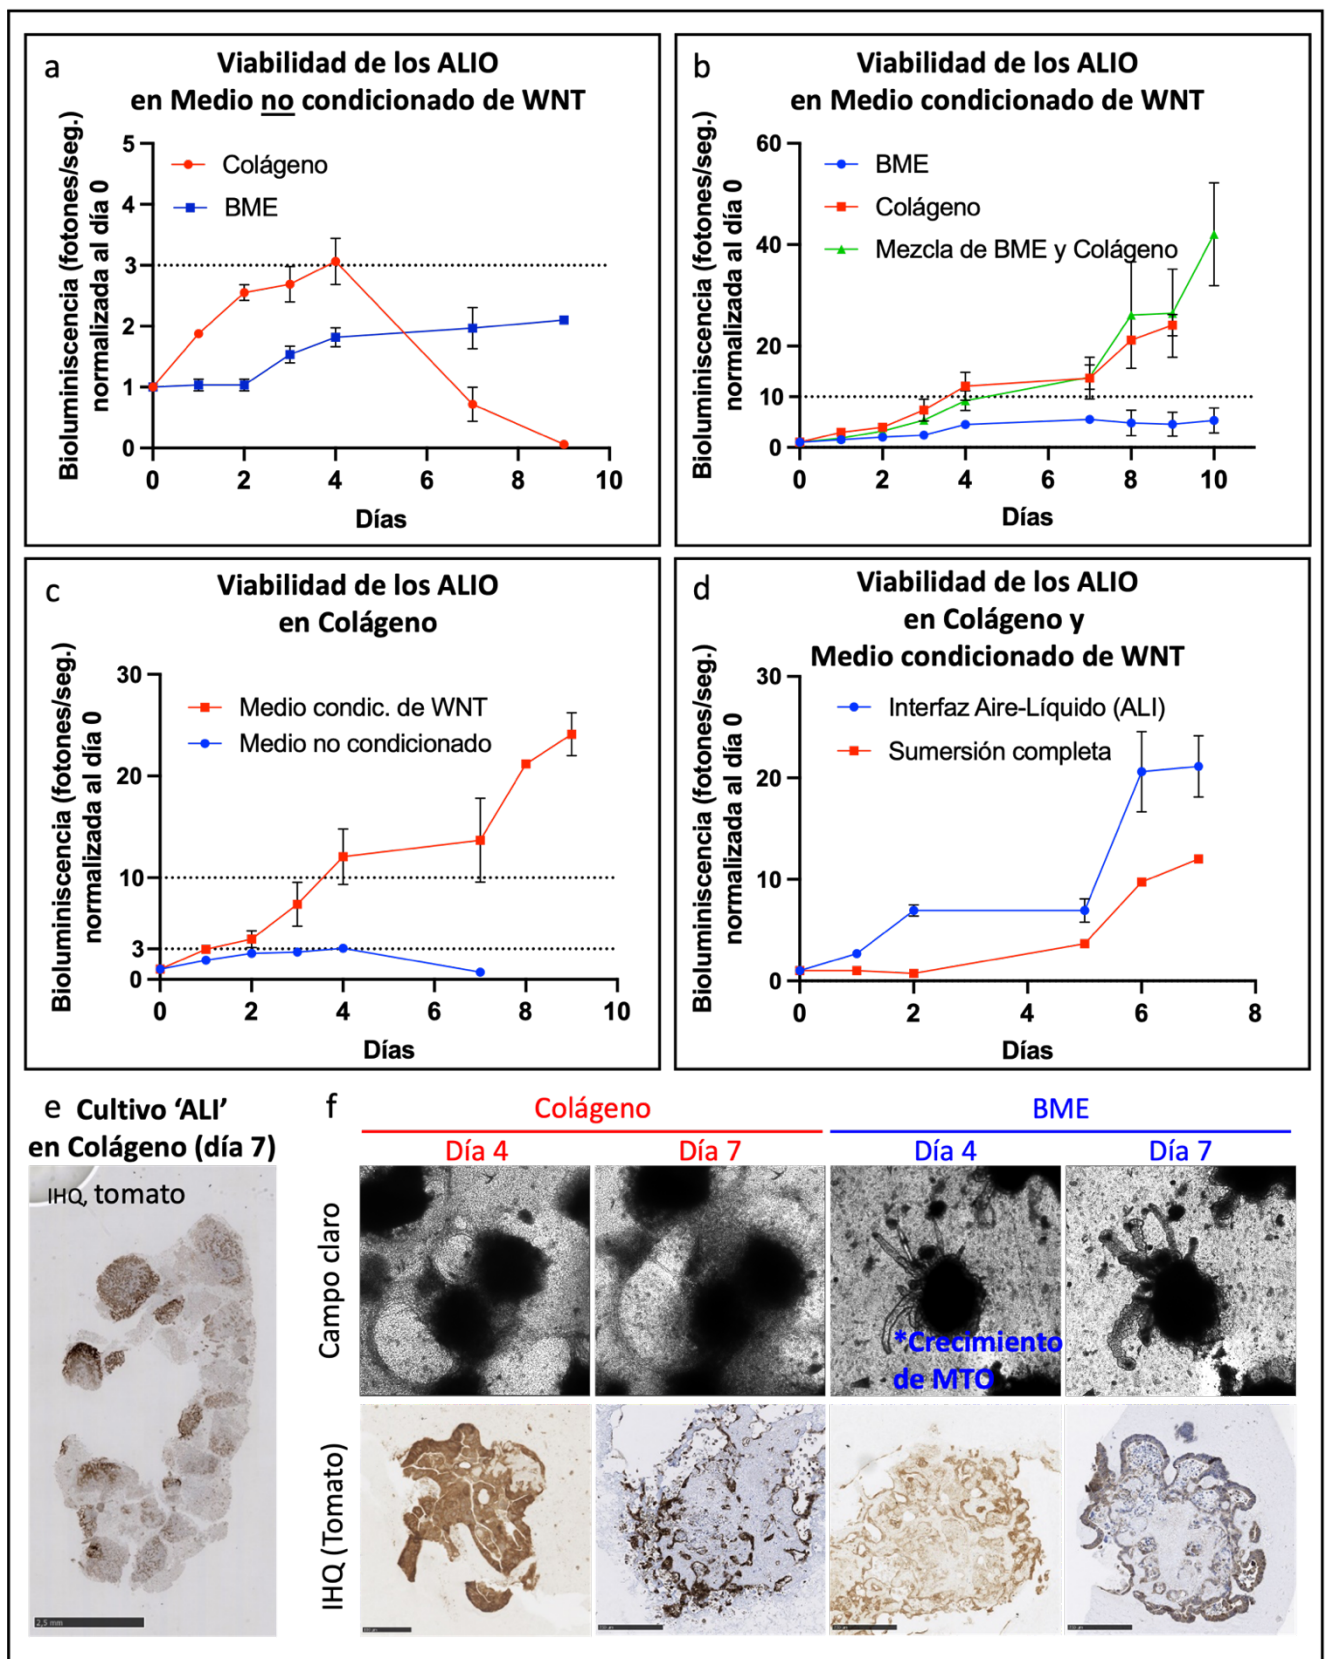 a
Viabilidad de los ALIO
en Medio no condicionado de WNT
Bioluminiscencia (fotones/seg.)
normalizada al día 0
5
4
3
2
1
0
Colágeno
BME
0 2 4 6 8 10
Días
b
Viabilidad de los ALIO
en Medio condicionado de WNT
Bioluminiscencia (fotones/seg.)
normalizada al día 0
60
40
20
10
0
BME
Colágeno
Mezcla de BME y Colágeno
0 2 4 6 8 10
Días
c
Viabilidad de los ALIO
en Colágeno
Bioluminiscencia (fotones/seg.)
normalizada al día 0
30
20
10
3
0
Medio condic. de WNT
Medio no condicionado
0 2 4 6 8 10
Días
d
Viabilidad de los ALIO
en Colágeno y
Medio condicionado de WNT
Bioluminiscencia (fotones/seg.)
normalizada al día 0
30
20
10
0
Interfaz Aire-Líquido (ALI)
Sumersión completa
0 2 4 6 8
Días
e Cultivo ‘ALI’
en Colágeno (día 7)
IHQ, tomato
2,5 mm
f
Colágeno BME
Día 4 Día 7 Día 4 Día 7
Campo claro
*Crecimiento
de MTO
IHQ (Tomato)